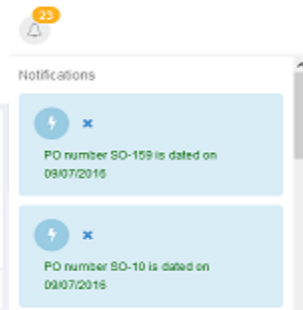 23
Notifications
PO number SO-159 is dated on
09/07/2016
PO number SO-10 is dated on
09/07/2016